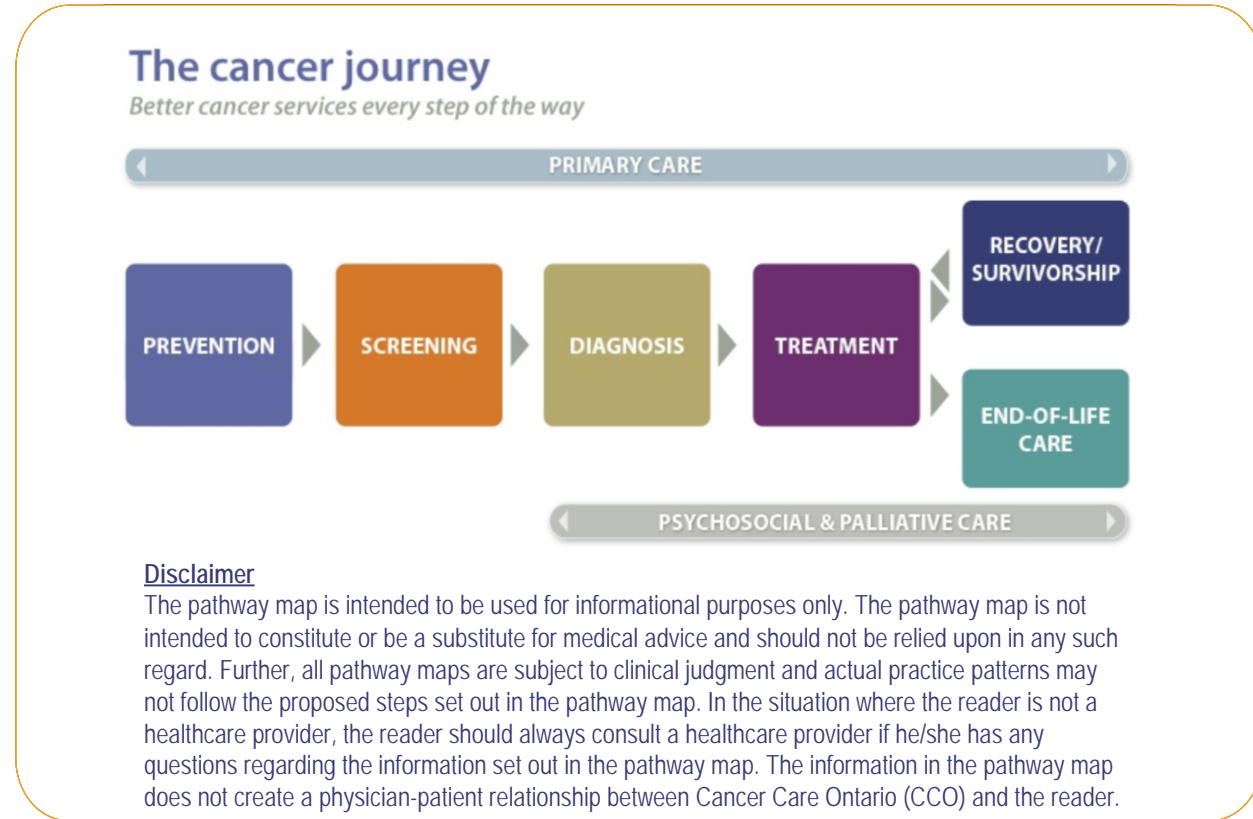 The cancer journey
Better cancer services every step of the way
PRIMARY CARE
PREVENTION
SCREENING
DIAGNOSIS
TREATMENT
RECOVERY/
SURVIVORSHIP
END-OF-LIFE
CARE
PSYCHOSOCIAL & PALLIATIVE CARE
Disclaimer
The pathway map is intended to be used for informational purposes only. The pathway map is not
intended to constitute or be a substitute for medical advice and should not be relied upon in any such
regard. Further, all pathway maps are subject to clinical judgment and actual practice patterns may
not follow the proposed steps set out in the pathway map. In the situation where the reader is not a
healthcare provider, the reader should always consult a healthcare provider if he/she has any
questions regarding the information set out in the pathway map. The information in the pathway map
does not create a physician-patient relationship between Cancer Care Ontario (CCO) and the reader.